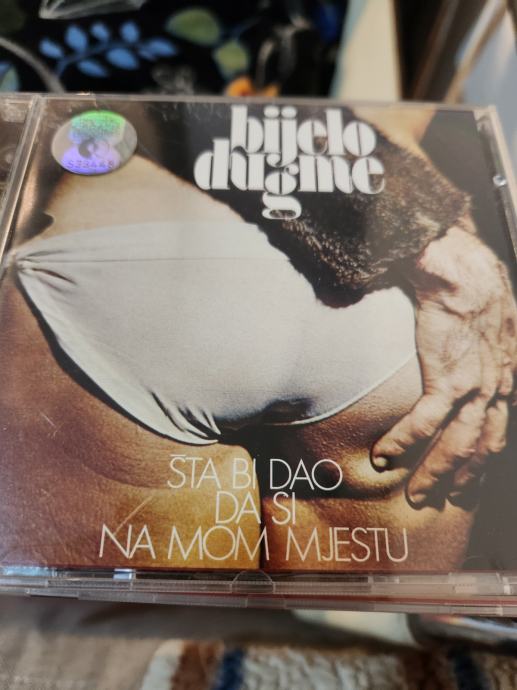 bijelo
dugme
ŠTA BI DAO
DA SI
NA MOM MJESTU